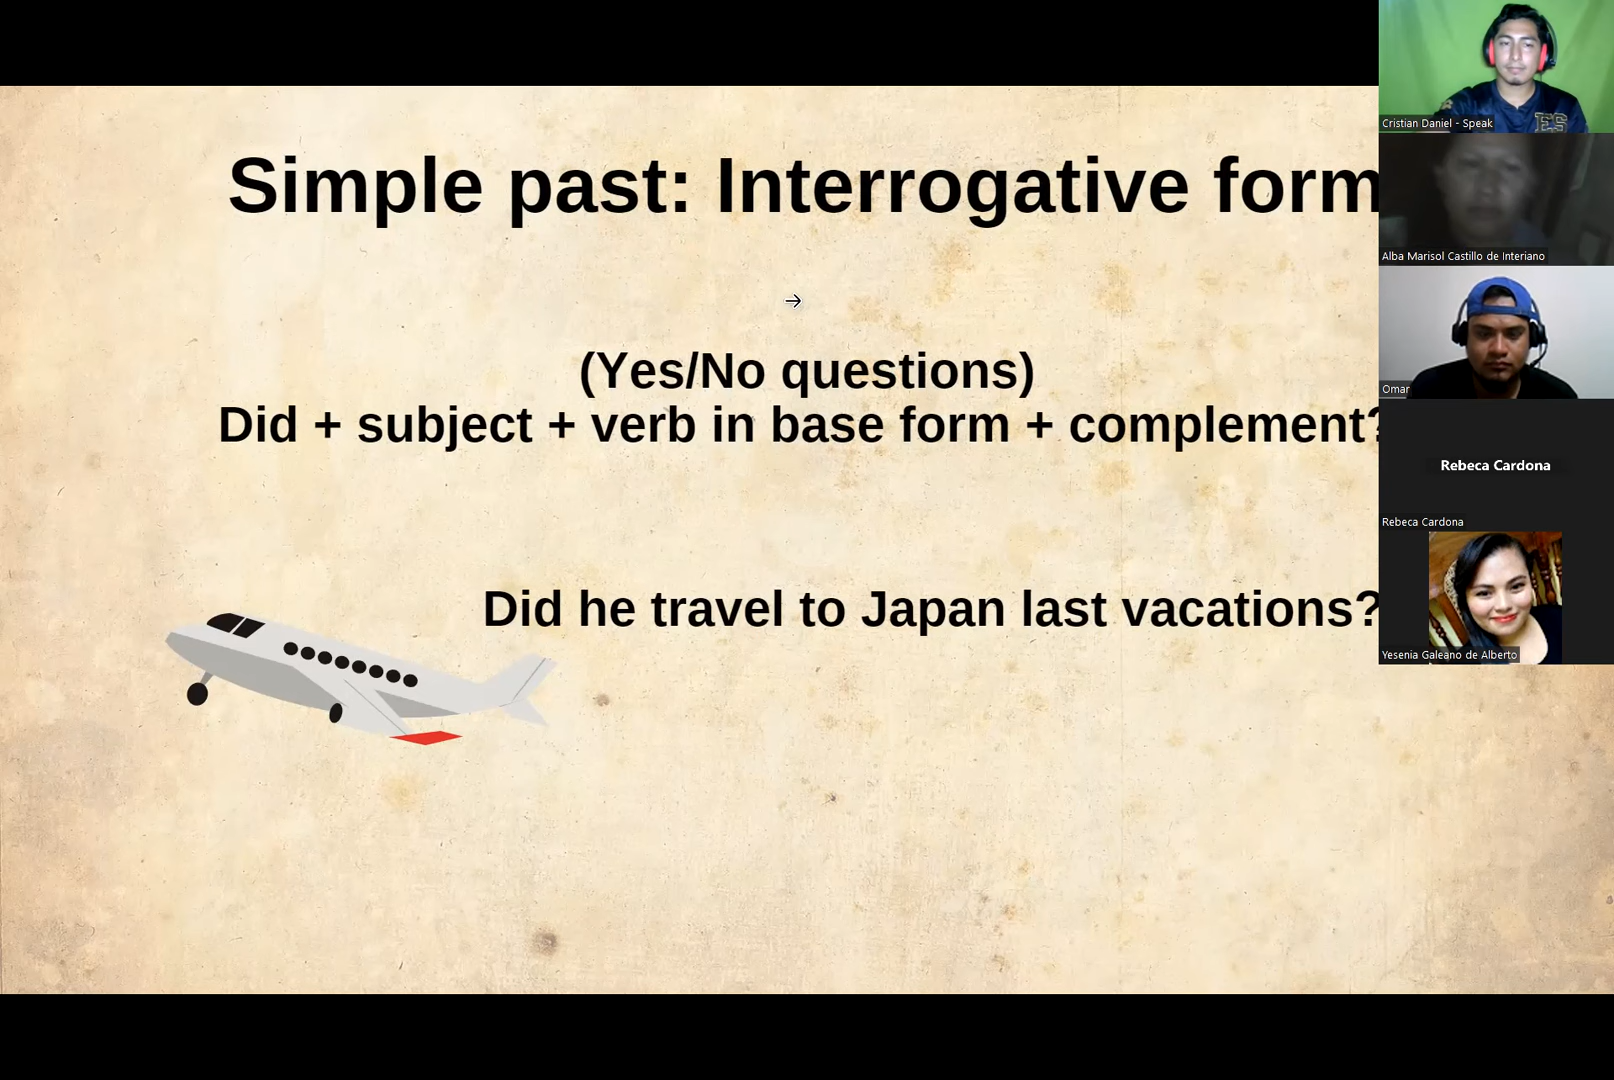 Simple past: Interrogative form
(Yes/No questions)
Did + subject + verb in base form + complement?
Did he travel to Japan last vacations?
ES
Cristian Daniel - Speak
Alba Marisol Castillo de Interiano
Omar
Rebeca Cardona
Rebeca Cardona
Yesenia Galeano de Alberto